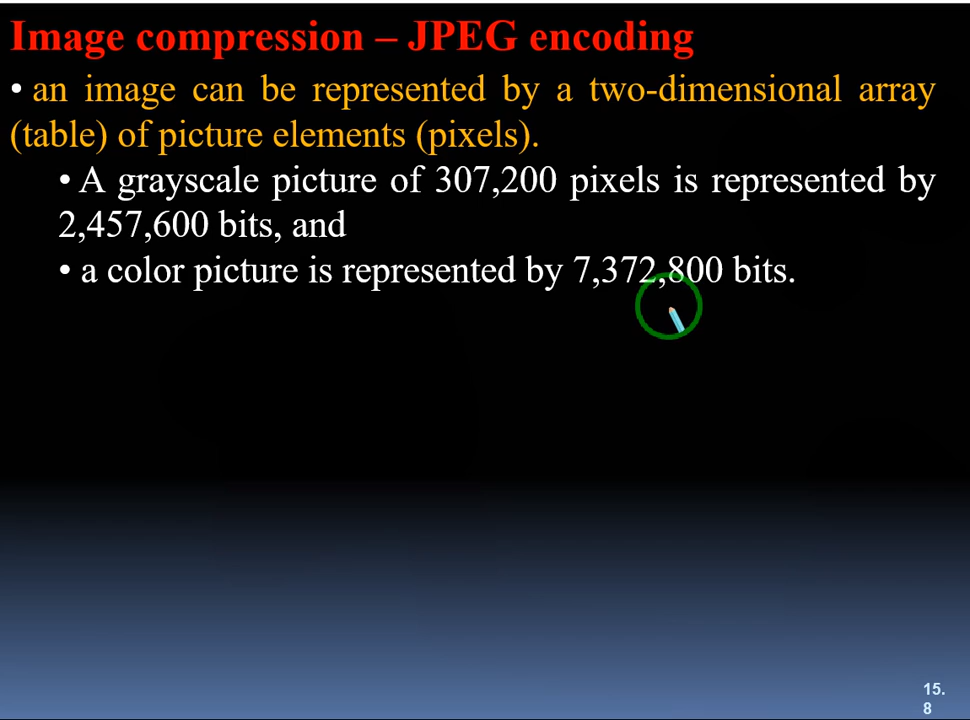 Image compression – JPEG encoding
• an image can be represented by a two-dimensional array
(table) of picture elements (pixels).
• A grayscale picture of 307,200 pixels is represented by
2,457,600 bits, and
• a color picture is represented by 7,372,800 bits.
15.
8